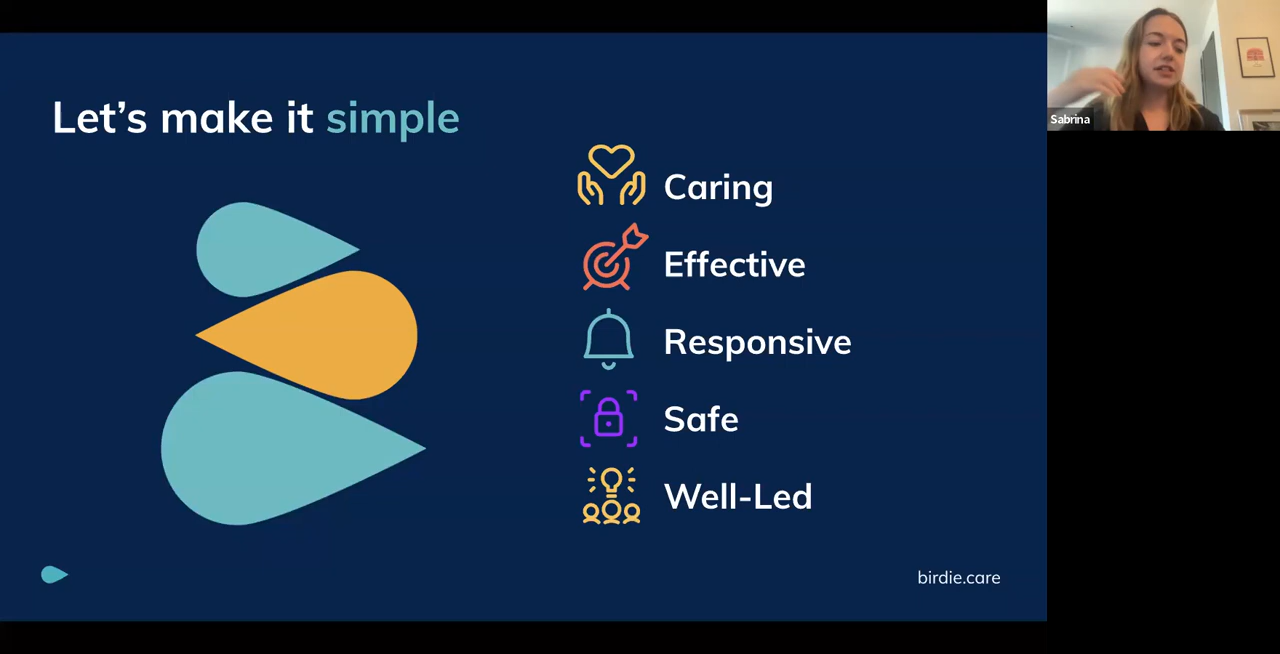 Let’s make it simple
Caring
Effective
Responsive
Safe
Well-Led
birdie.care
Sabrina